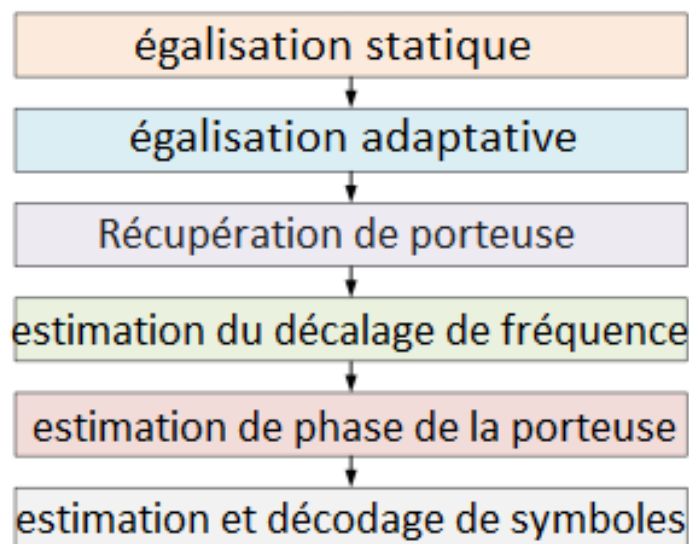 égalisation statique
égalisation adaptative
Récupération de porteuse
estimation du décalage de fréquence
estimation de phase de la porteuse
estimation et décodage de symboles